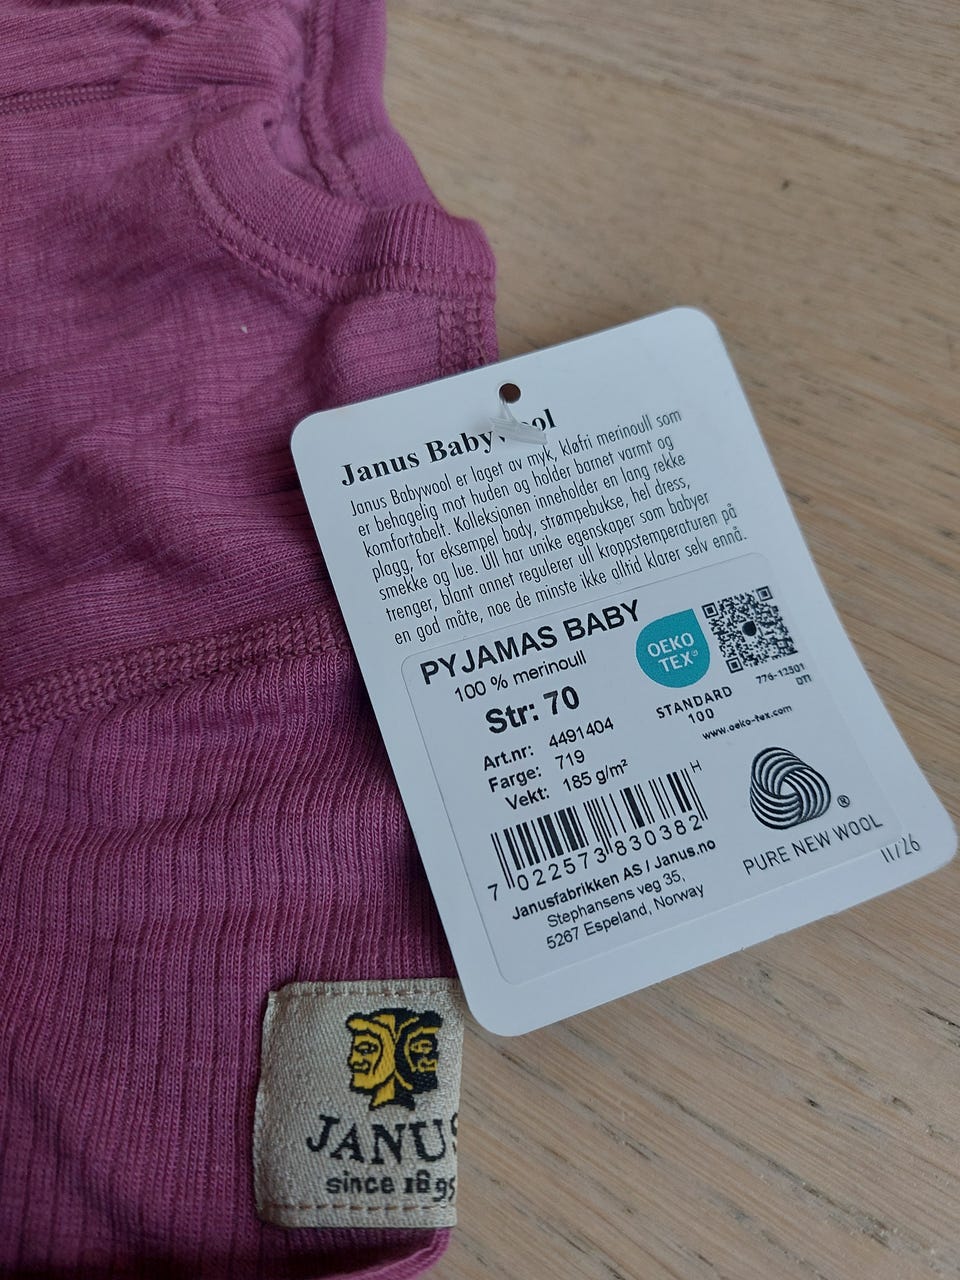 Janus Babywool
Janus Babywool er laget av myk, kløfri merinoull som
er behagelig mot huden og holder barnet varmt og
komfortabelt. Kolleksjonen inneholder en lang rekke
plagg, for eksempel body, strømpebukse, hel dress,
smekke og lue. Ull har unike egenskaper som babyer
trenger, blant annet regulerer ull kroppstemperaturen på
en god måte, noe de minste ikke alltid klarer selv ennå.
PYJAMAS BABY
100 % merinoull
Str: 70
Art.nr: 4491404
Farge: 719
Vekt: 185 g/m²
H
7 022573 830382
Janusfabrikken AS / Janus.no
Stephansens veg 35,
5267 Espeland, Norway
OEKO
TEX®
776-12501
DTI
STANDARD
100
www.oeko-tex.com
®
PURE NEW WOOL
11/26
JANUS
since 1895